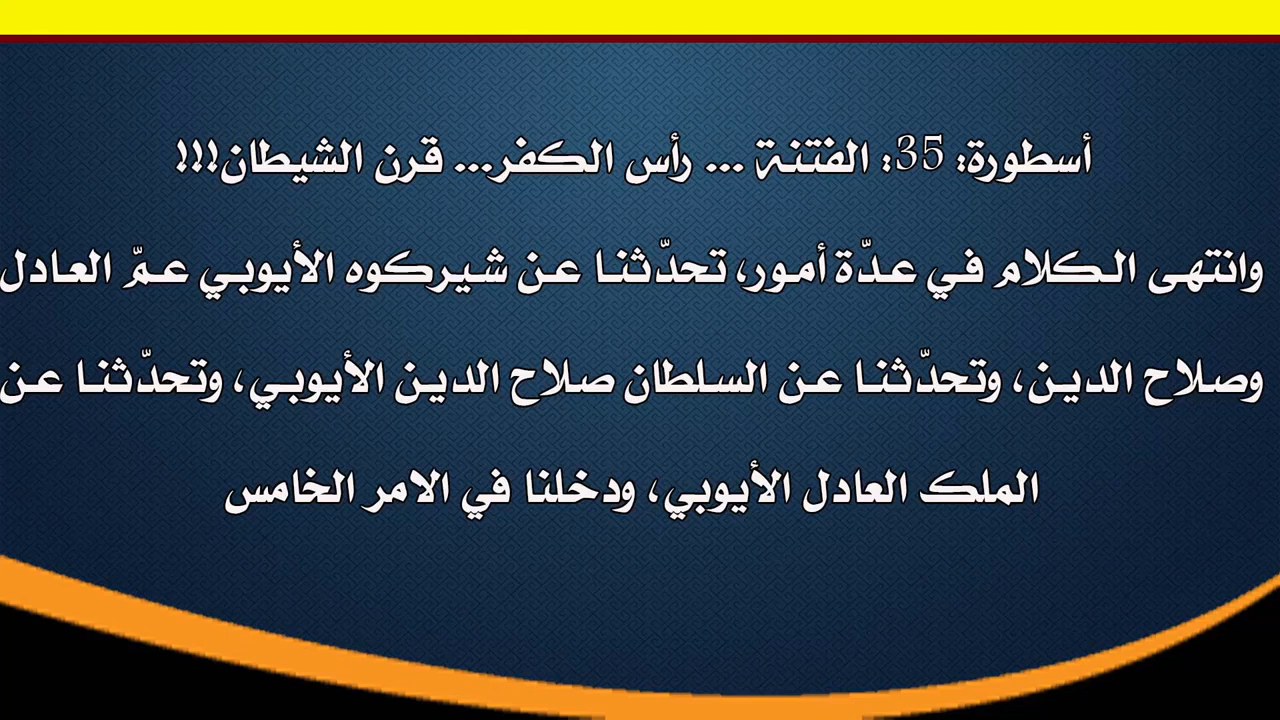 أسطورة: 35: الفتنة ... رأس الكفر... قرن الشيطان!!!
وانتهى الكلام في عدّة أمور، تحدّثنا عن شيركوه الأيوبي عمّ العادل
وصلاح الدين، وتحدّثنا عن السلطان صلاح الدين الأيوبي، وتحدّثنا عن
الملك العادل الأيوبي، ودخلنا في الامر الخامس